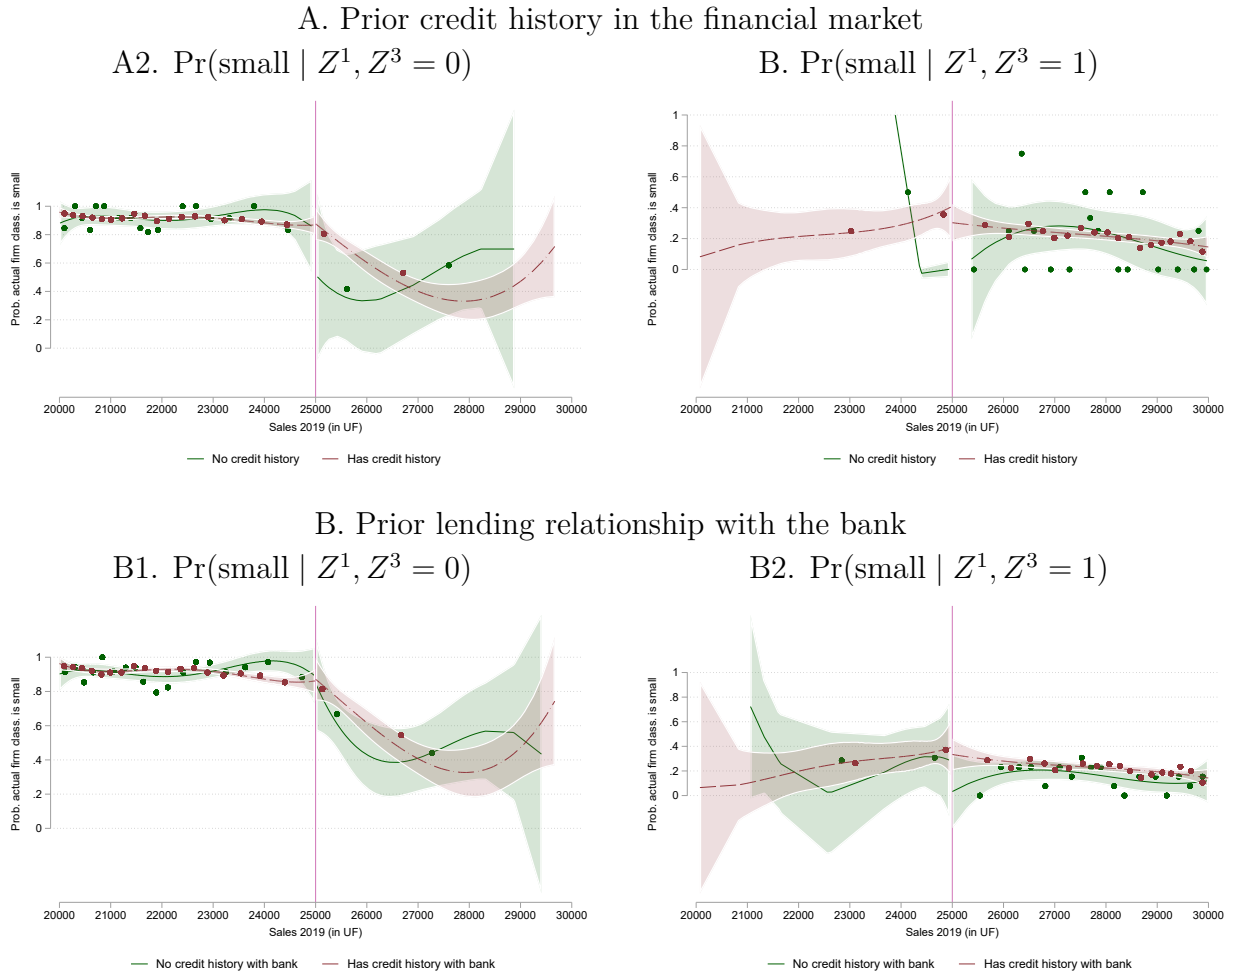 A. Prior credit history in the financial market
A2. Pr(small | Z¹, Z³ = 0)
B. Pr(small | Z¹, Z³ = 1)
Prob. actual firm class. is small
1
.8
.6
.4
.2
0
20000 21000 22000 23000 24000 25000 26000 27000 28000 29000 30000
Sales 2019 (in UF)
No credit history Has credit history
Prob. actual firm class. is small
1
.8
.6
.4
.2
0
20000 21000 22000 23000 24000 25000 26000 27000 28000 29000 30000
Sales 2019 (in UF)
No credit history Has credit history
B. Prior lending relationship with the bank
B1. Pr(small | Z¹, Z³ = 0)
B2. Pr(small | Z¹, Z³ = 1)
Prob. actual firm class. is small
1
.8
.6
.4
.2
0
20000 21000 22000 23000 24000 25000 26000 27000 28000 29000 30000
Sales 2019 (in UF)
No credit history with bank Has credit history with bank
Prob. actual firm class. is small
1
.8
.6
.4
.2
0
20000 21000 22000 23000 24000 25000 26000 27000 28000 29000 30000
Sales 2019 (in UF)
No credit history with bank Has credit history with bank